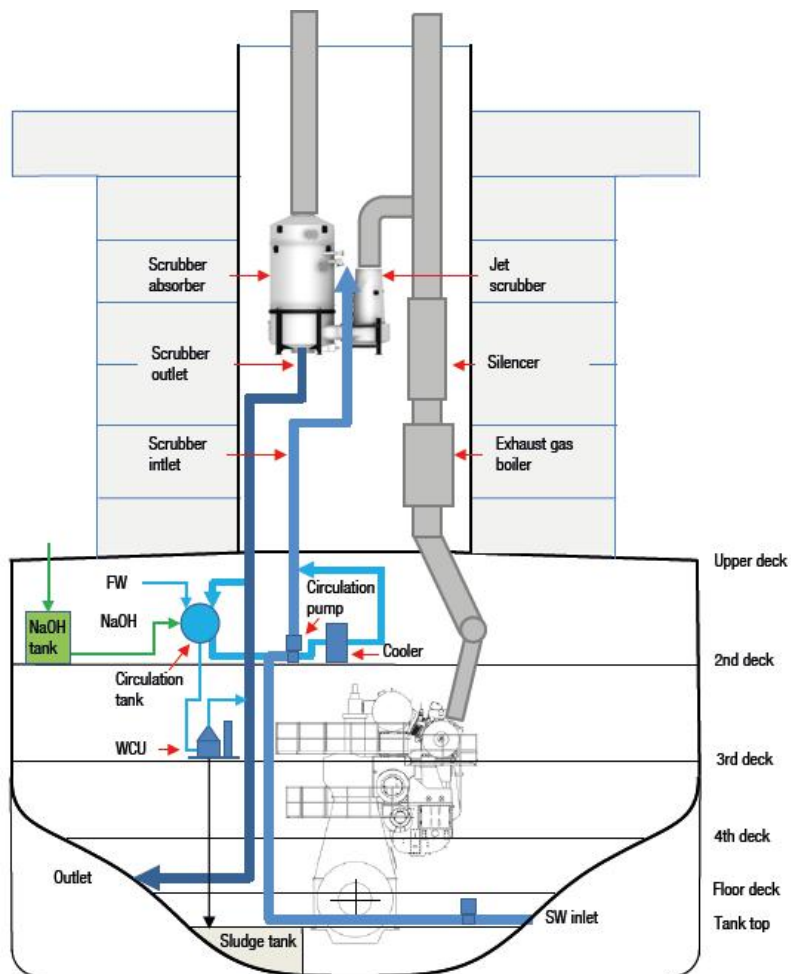 Scrubber
absorber
Jet
scrubber
Scrubber
outlet
Silencer
Scrubber
intlet
Exhaust gas
boiler
Upper deck
FW
Circulation
pump
NaOH
NaOH
tank
Circulation
tank
Cooler
2nd deck
WCU
3rd deck
4th deck
Outlet
Floor deck
SW inlet
Tank top
Sludge tank